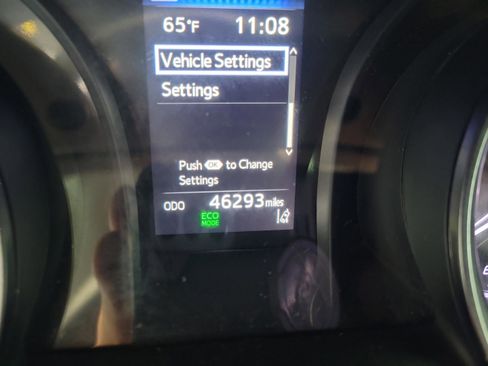 65°F 11:08
Vehicle Settings
Settings
Push OK to Change
Settings
ODO 46293 miles
ECO
MODE